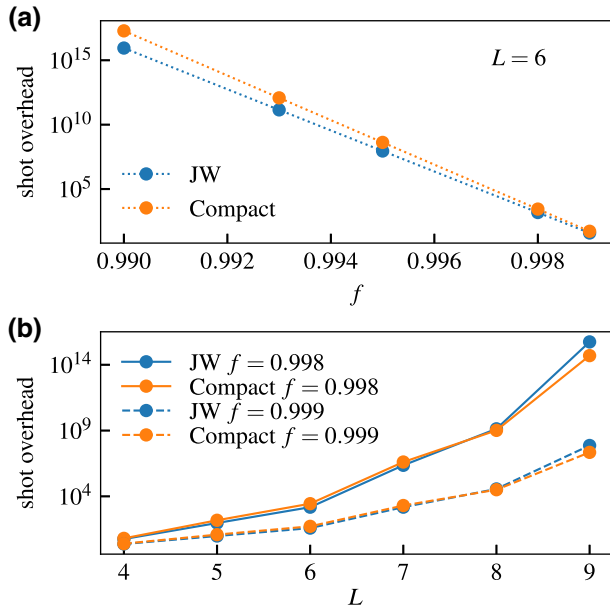 (a)
shot overhead
10^15
10^10
10^5
L = 6
JW
Compact
0.990 0.992 0.994 0.996 0.998
f
(b)
shot overhead
10^14
10^9
10^4
JW f = 0.998
Compact f = 0.998
JW f = 0.999
Compact f = 0.999
4 5 6 7 8 9
L